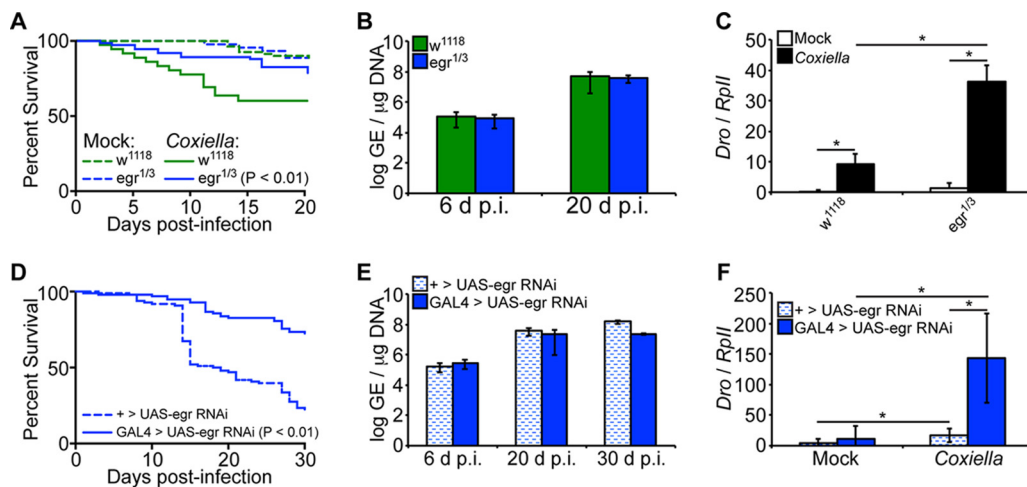 A
Percent Survival
100
50
0
Mock:
Coxiella:
w1118
w1118
egr1/3
egr1/3 (P < 0.01)
0 5 10 15 20
Days post-infection
B
log GE / μg DNA
10
8
6
4
2
0
w1118
egr1/3
6 d p.i. 20 d p.i.
C
Dro / RpII
50
40
30
20
10
0
Mock
Coxiella
*
*
*
w1118
egr1/3
D
Percent Survival
100
50
0
+ > UAS-egr RNAi
GAL4 > UAS-egr RNAi (P < 0.01)
0 10 20 30
Days post-infection
E
log GE / μg DNA
10
8
6
4
2
0
+ > UAS-egr RNAi
GAL4 > UAS-egr RNAi
6 d p.i. 20 d p.i. 30 d p.i.
F
Dro / RpII
250
200
150
100
50
0
+ > UAS-egr RNAi
GAL4 > UAS-egr RNAi
*
*
*
Mock Coxiella